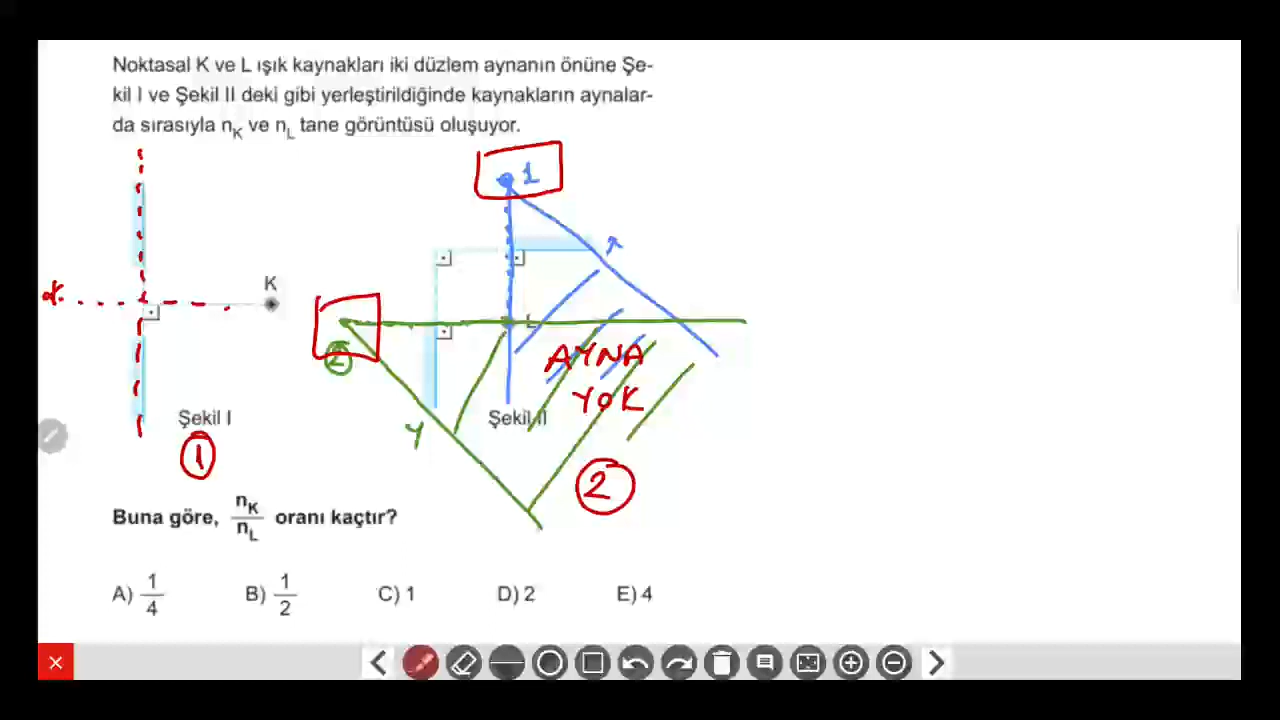 Noktasal K ve L ışık kaynakları iki düzlem aynanın önüne Şe-
kil I ve Şekil II deki gibi yerleştirildiğinde kaynakların aynalar-
da sırasıyla nK ve nL tane görüntüsü oluşuyor.
1
K
L
2
AYNA
YOK
Şekil I
Şekil II
Y
1
2
Buna göre, nK/nL oranı kaçtır?
A) 1/4 B) 1/2 C) 1 D) 2 E) 4